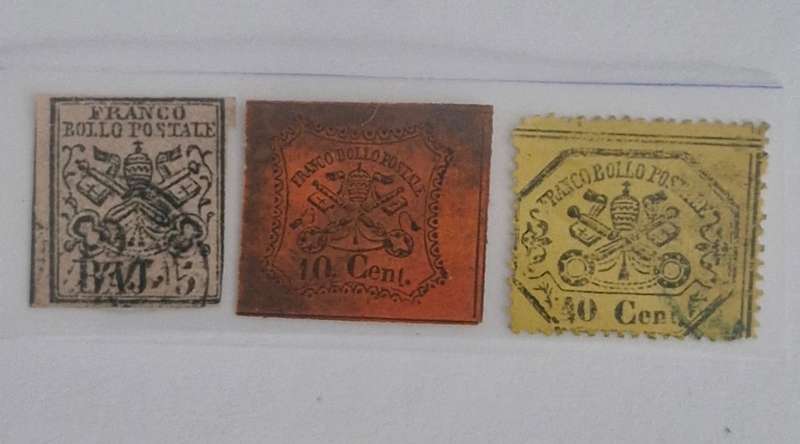 FRANCO
BOLLO POSTALE
BAJ. 5
FRANCO BOLLO POSTALE
10 Cent.
FRANCO BOLLO POSTALE
40 Cent.